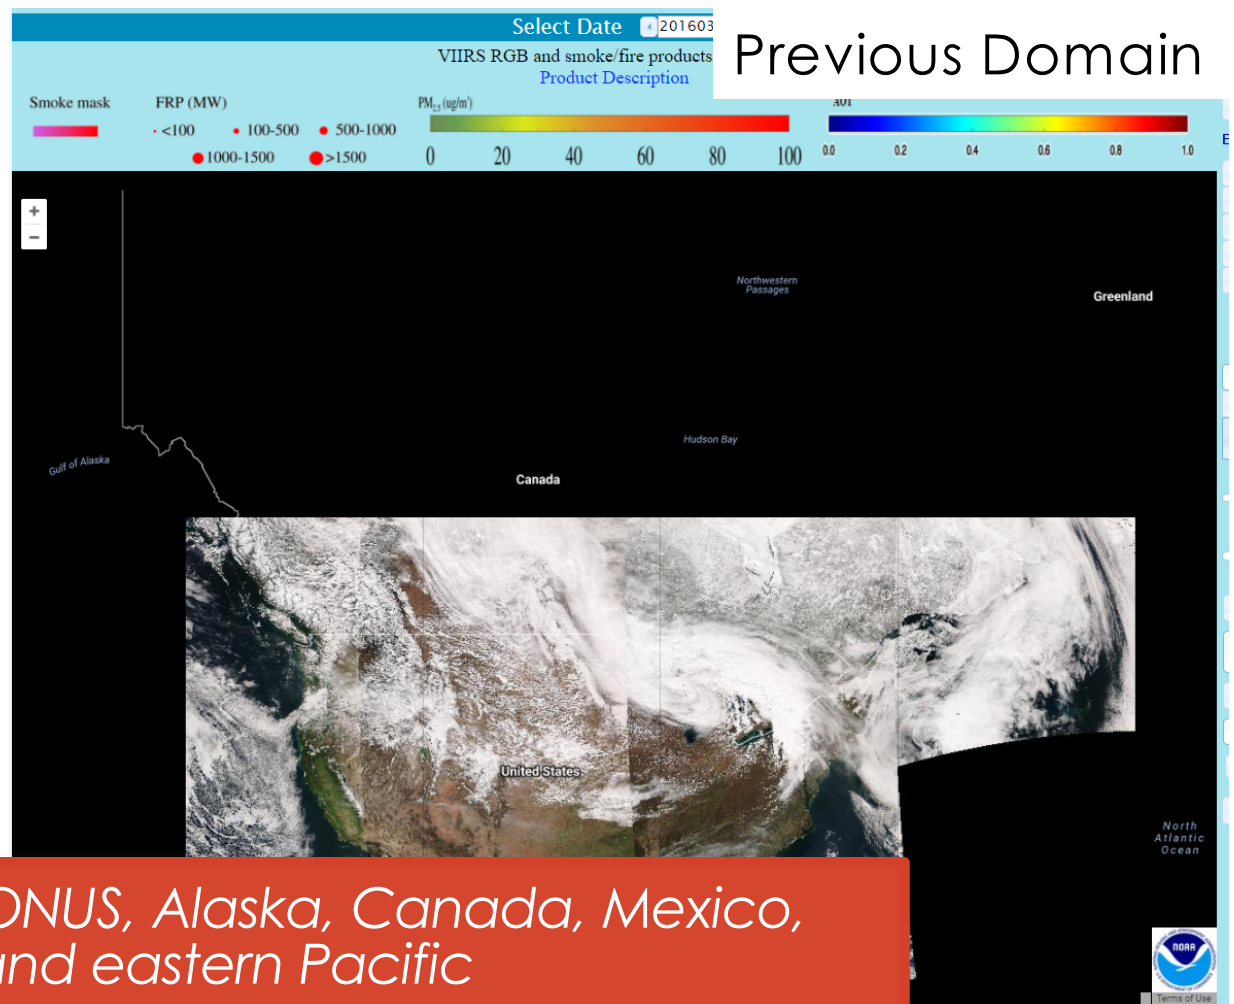 Select Date
201603
Previous Domain
VIIRS RGB and smoke/fire products
Product Description
Smoke mask
FRP (MW)
<100
100-500
500-1000
1000-1500
>1500
PM2.5 (ug/m³)
0 20 40 60 80 100
AOT
0.0 0.2 0.4 0.6 0.8 1.0
E
+
−
Northwestern
Passages
Greenland
Gulf of Alaska
Hudson Bay
Canada
United States
North
Atlantic
Ocean
ONUS, Alaska, Canada, Mexico,
and eastern Pacific
NOAA
Terms of Use